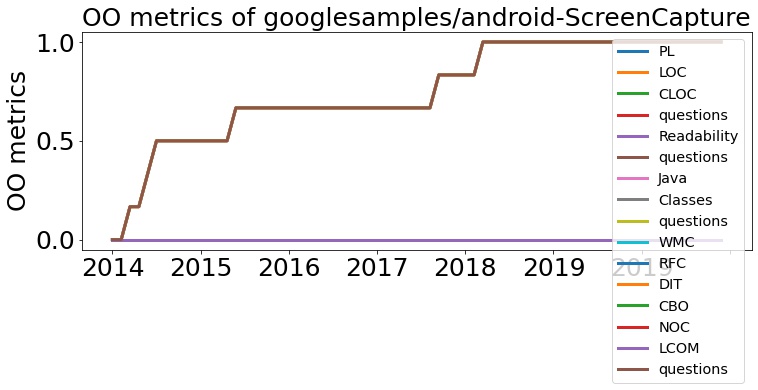 OO metrics of googlesamples/android-ScreenCapture
OO metrics
1.0
0.5
0.0
2014 2015 2016 2017 2018 2019 2019
PL
LOC
CLOC
questions
Readability
questions
Java
Classes
questions
WMC
RFC
DIT
CBO
NOC
LCOM
questions